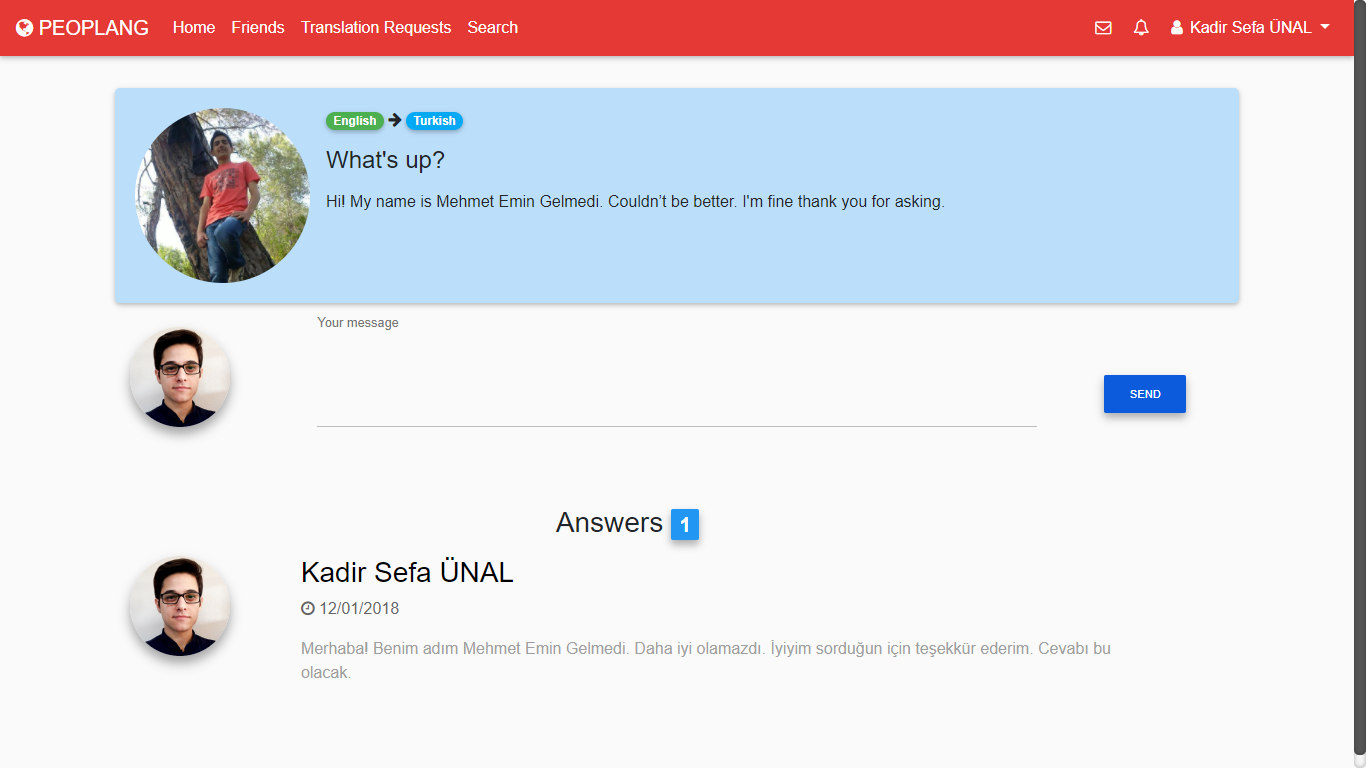 PEOPLANG Home Friends Translation Requests Search Kadir Sefa ÜNAL
English Turkish
What's up?
Hi! My name is Mehmet Emin Gelmedi. Couldn’t be better. I'm fine thank you for asking.
Your message
SEND
Answers 1
Kadir Sefa ÜNAL
12/01/2018
Merhaba! Benim adım Mehmet Emin Gelmedi. Daha iyi olamazdı. İyiyim sorduğun için teşekkür ederim. Cevabı bu
olacak.